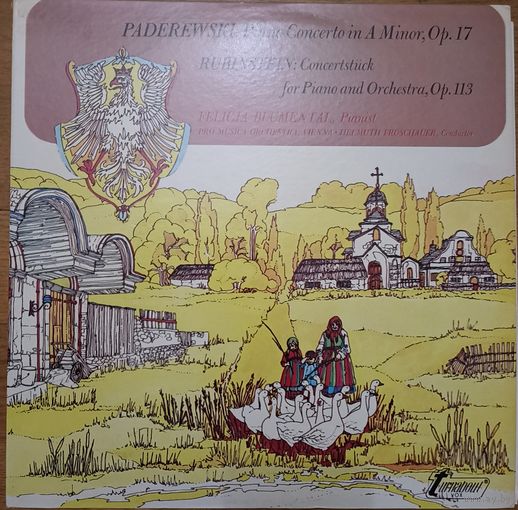 PADEREWSKI: Piano Concerto in A Minor, Op. 17
RUBINSTEIN: Concertstück
for Piano and Orchestra, Op. 113
FELICJA BLUMENTAL, Pianist
PRO MUSICA ORCHESTRA, VIENNA • HELMUTH FROSCHAUER, Conductor
turnabout
VOX